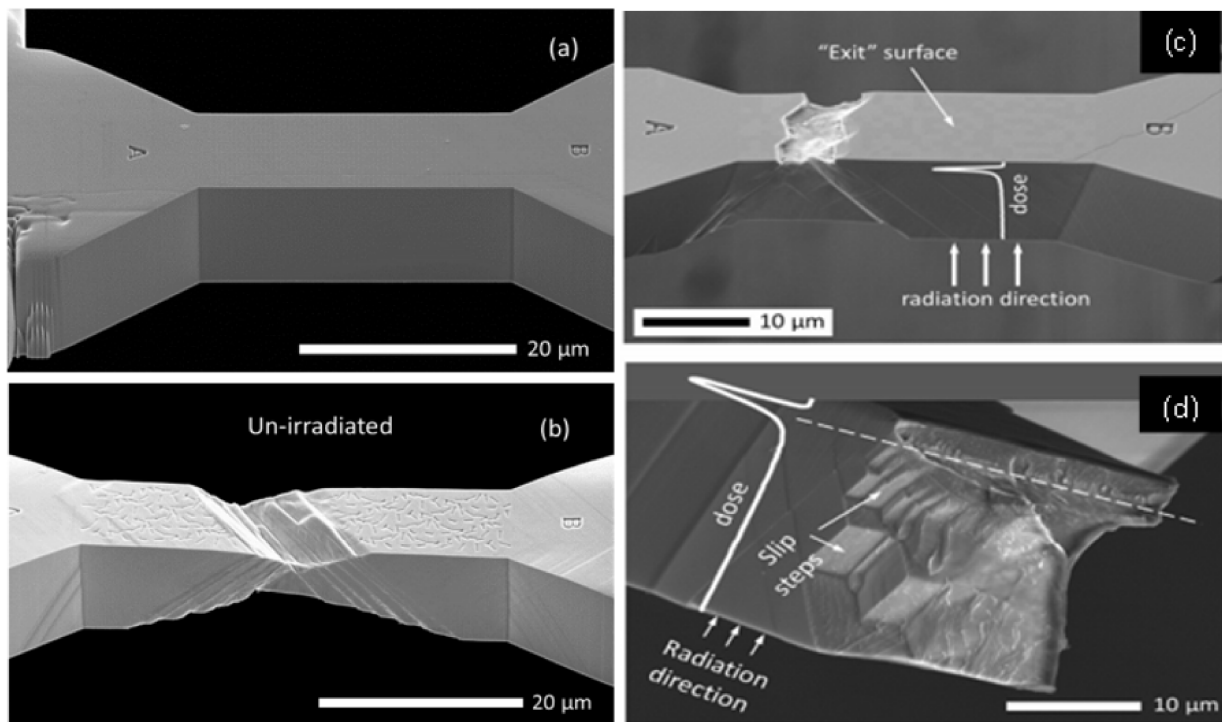 (a)
A
B
20 μm
Un-irradiated
(b)
B
20 μm
(c)
"Exit" surface
A
B
dose
radiation direction
10 μm
(d)
dose
Slip
steps
Radiation
direction
10 μm